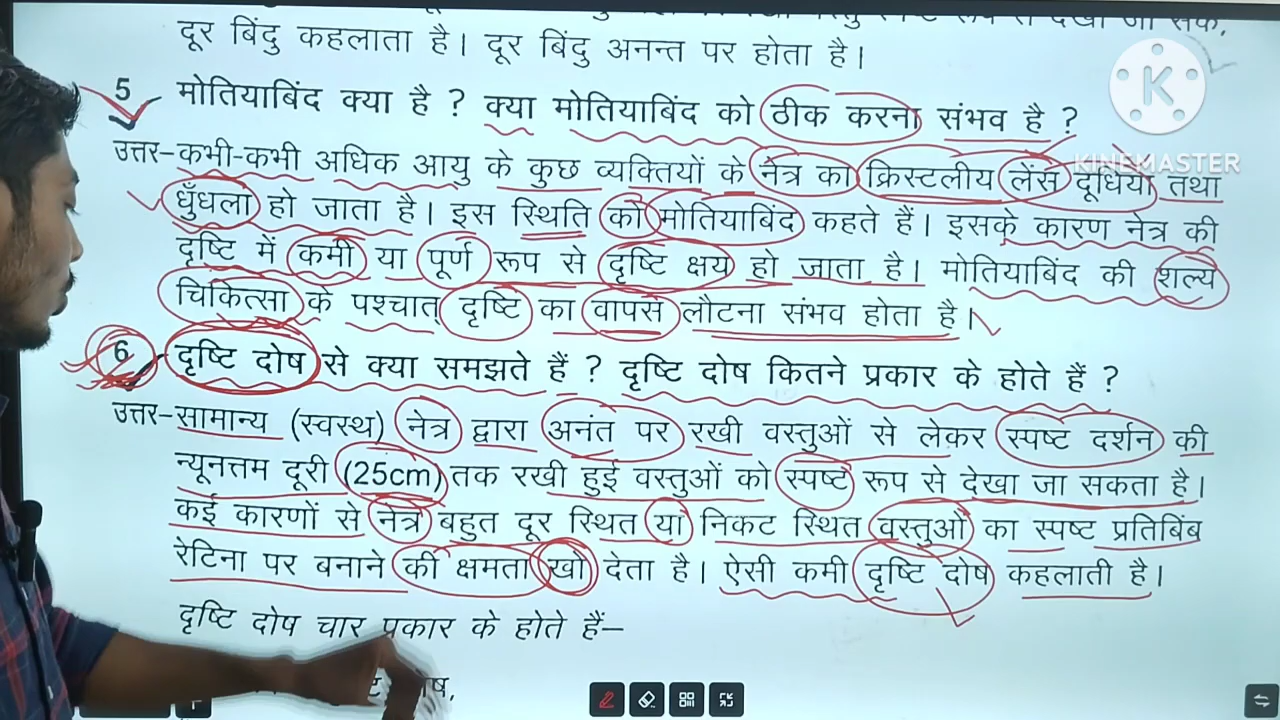 दूर बिंदु कहलाता है। दूर बिंदु अनन्त पर होता है।
5 मोतियाबिंद क्या है ? क्या मोतियाबिंद को ठीक करना संभव है ?
उत्तर-कभी-कभी अधिक आयु के कुछ व्यक्तियों के नेत्र का क्रिस्टलीय लेंस दूधिया तथा
धुँधला हो जाता है। इस स्थिति को मोतियाबिंद कहते हैं। इसके कारण नेत्र की
दृष्टि में कमी या पूर्ण रूप से दृष्टि क्षय हो जाता है। मोतियाबिंद की शल्य
चिकित्सा के पश्चात् दृष्टि का वापस लौटना संभव होता है।
6 दृष्टि दोष से क्या समझते हैं ? दृष्टि दोष कितने प्रकार के होते हैं ?
उत्तर-सामान्य (स्वस्थ) नेत्र द्वारा अनंत पर रखी वस्तुओं से लेकर स्पष्ट दर्शन की
न्यूनत्तम दूरी (25cm) तक रखी हुई वस्तुओं को स्पष्ट रूप से देखा जा सकता है।
कई कारणों से नेत्र बहुत दूर स्थित या निकट स्थित वस्तुओं का स्पष्ट प्रतिबिंब
रेटिना पर बनाने की क्षमता खो देता है। ऐसी कमी दृष्टि दोष कहलाती है।
दृष्टि दोष चार प्रकार के होते हैं–
K
KINEMASTER